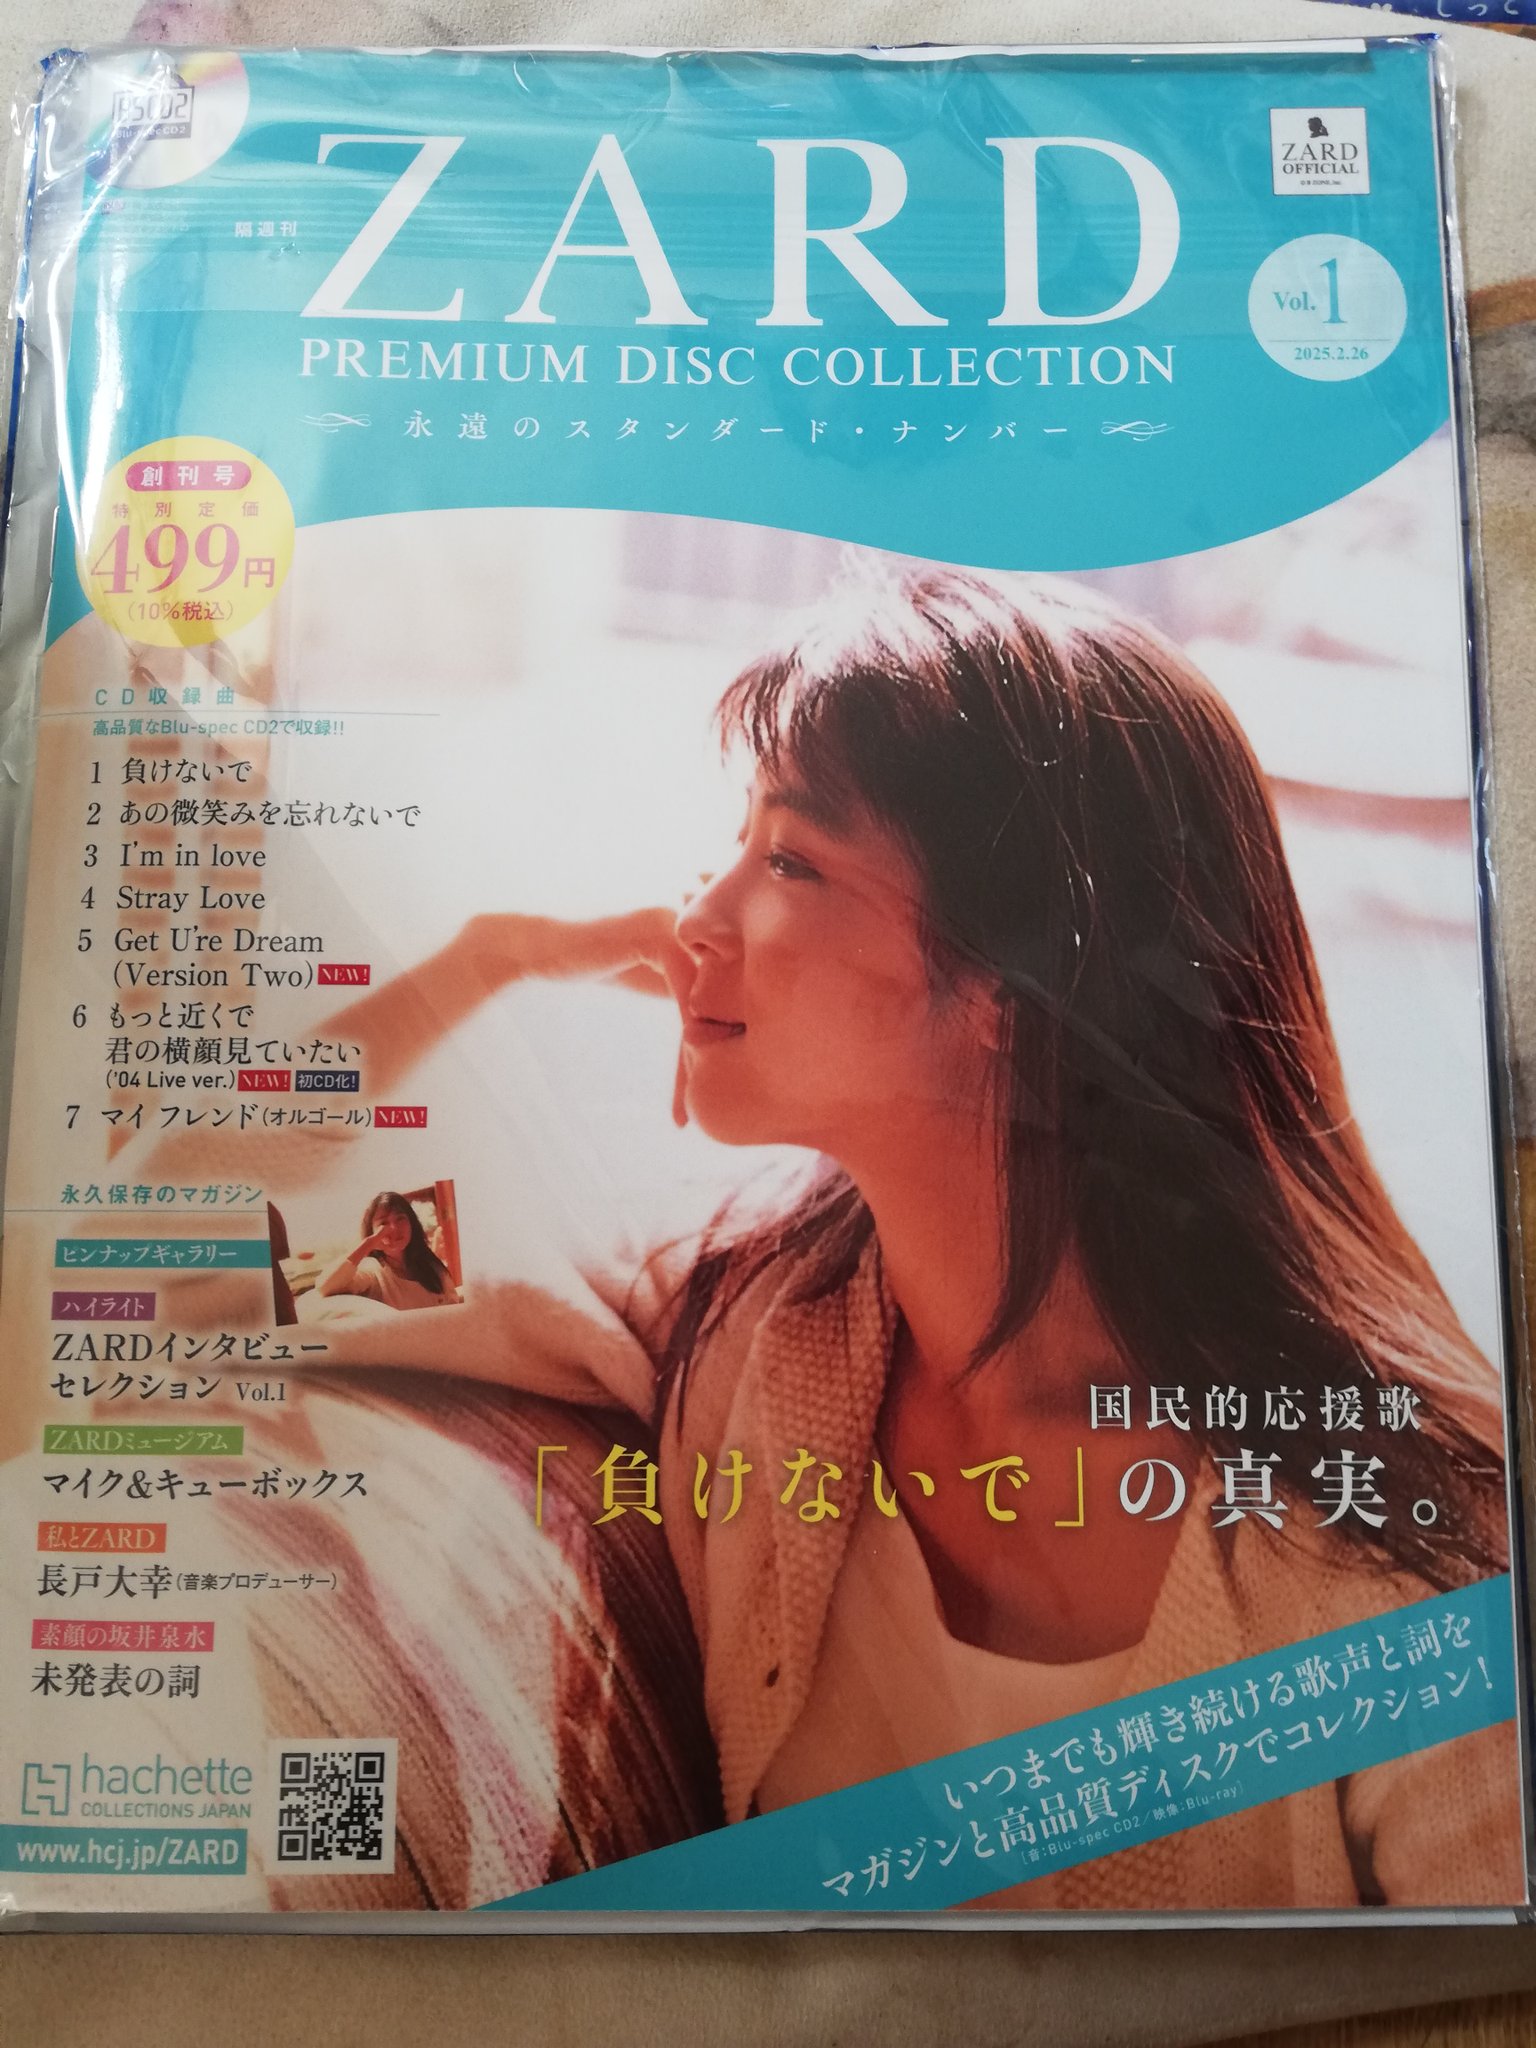 しっと
BSCD2
Blu-spec CD2
隔週刊
ZARD
PREMIUM DISC COLLECTION
永遠のスタンダード・ナンバー
ZARD
OFFICIAL
Vol.1
2025.2.26
創刊号
特別定価
499円
(10%税込)
CD収録曲
高品質なBlu-spec CD2で収録!!
1 負けないで
2 あの微笑みを忘れないで
3 I'm in love
4 Stray Love
5 Get U're Dream
(Version Two) NEW!
6 もっと近くで
君の横顔見ていたい
('04 Live ver.) NEW! 初CD化!
7 マイ フレンド(オルゴール) NEW!
永久保存のマガジン
ピンナップギャラリー
ハイライト
ZARDインタビュー
セレクション Vol.1
ZARDミュージアム
マイク&キューボックス
私とZARD
長戸大幸(音楽プロデューサー)
素顔の坂井泉水
未発表の詞
国民的応援歌
「負けないで」の真実。
いつまでも輝き続ける歌声と詞を
マガジンと高品質ディスクでコレクション!
[音:Blu-spec CD2/映像:Blu-ray]
hachette
COLLECTIONS JAPAN
www.hcj.jp/ZARD